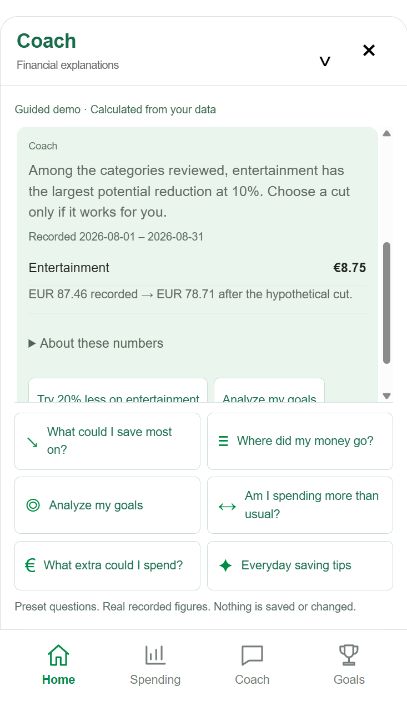 Coach
Financial explanations
Guided demo · Calculated from your data
Coach
Among the categories reviewed, entertainment has
the largest potential reduction at 10%. Choose a cut
only if it works for you.
Recorded 2026-08-01 – 2026-08-31
Entertainment €8.75
EUR 87.46 recorded → EUR 78.71 after the hypothetical cut.
▶ About these numbers
Try 20% less on entertainment Analyze my goals
What could I save most
on?
Where did my money go?
Analyze my goals
Am I spending more than
usual?
What extra could I spend?
Everyday saving tips
Preset questions. Real recorded figures. Nothing is saved or changed.
Home Spending Coach Goals